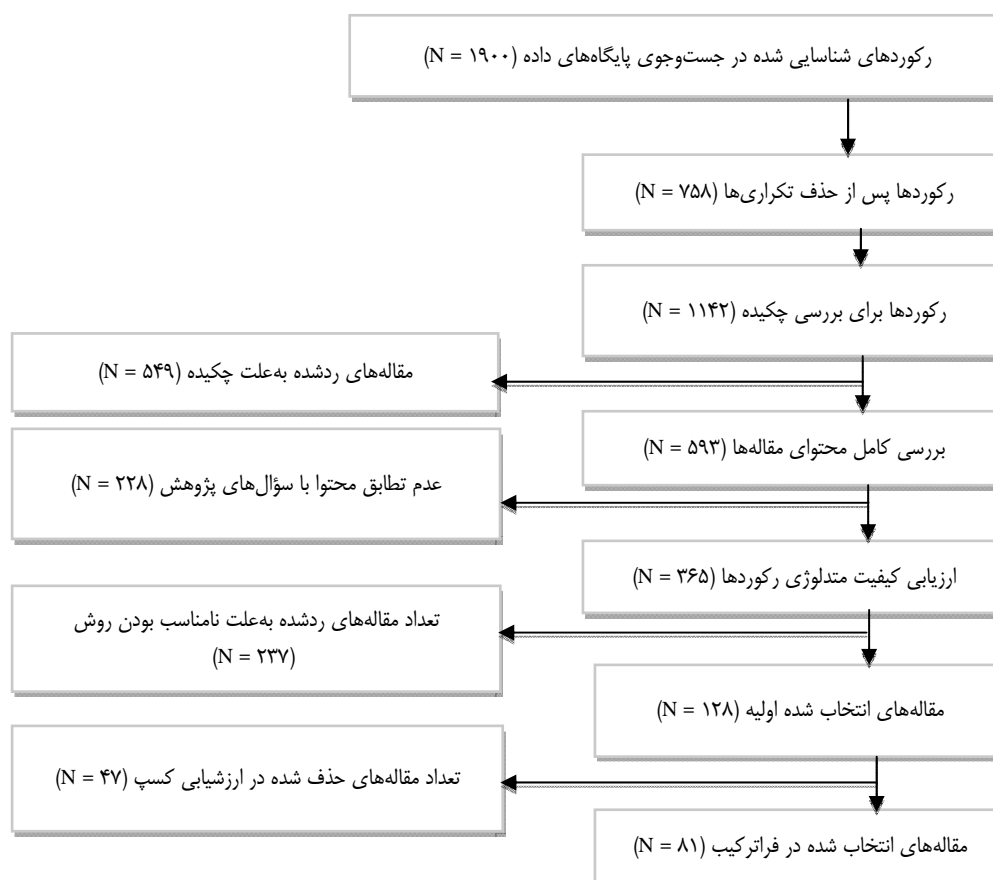 رکوردهای شناسایی شده در جست‌وجوی پایگاه‌های داده (N = ۱۹۰۰)
رکوردها پس از حذف تکراری‌ها (N = ۷۵۸)
رکوردها برای بررسی چکیده (N = ۱۱۴۲)
مقاله‌های ردشده به‌علت چکیده (N = ۵۴۹)
بررسی کامل محتوای مقاله‌ها (N = ۵۹۳)
عدم تطابق محتوا با سؤال‌های پژوهش (N = ۲۲۸)
ارزیابی کیفیت متدلوژی رکوردها (N = ۳۶۵)
تعداد مقاله‌های ردشده به‌علت نامناسب بودن روش
(N = ۲۳۷)
مقاله‌های انتخاب شده اولیه (N = ۱۲۸)
تعداد مقاله‌های حذف شده در ارزشیابی کسپ (N = ۴۷)
مقاله‌های انتخاب شده در فراترکیب (N = ۸۱)